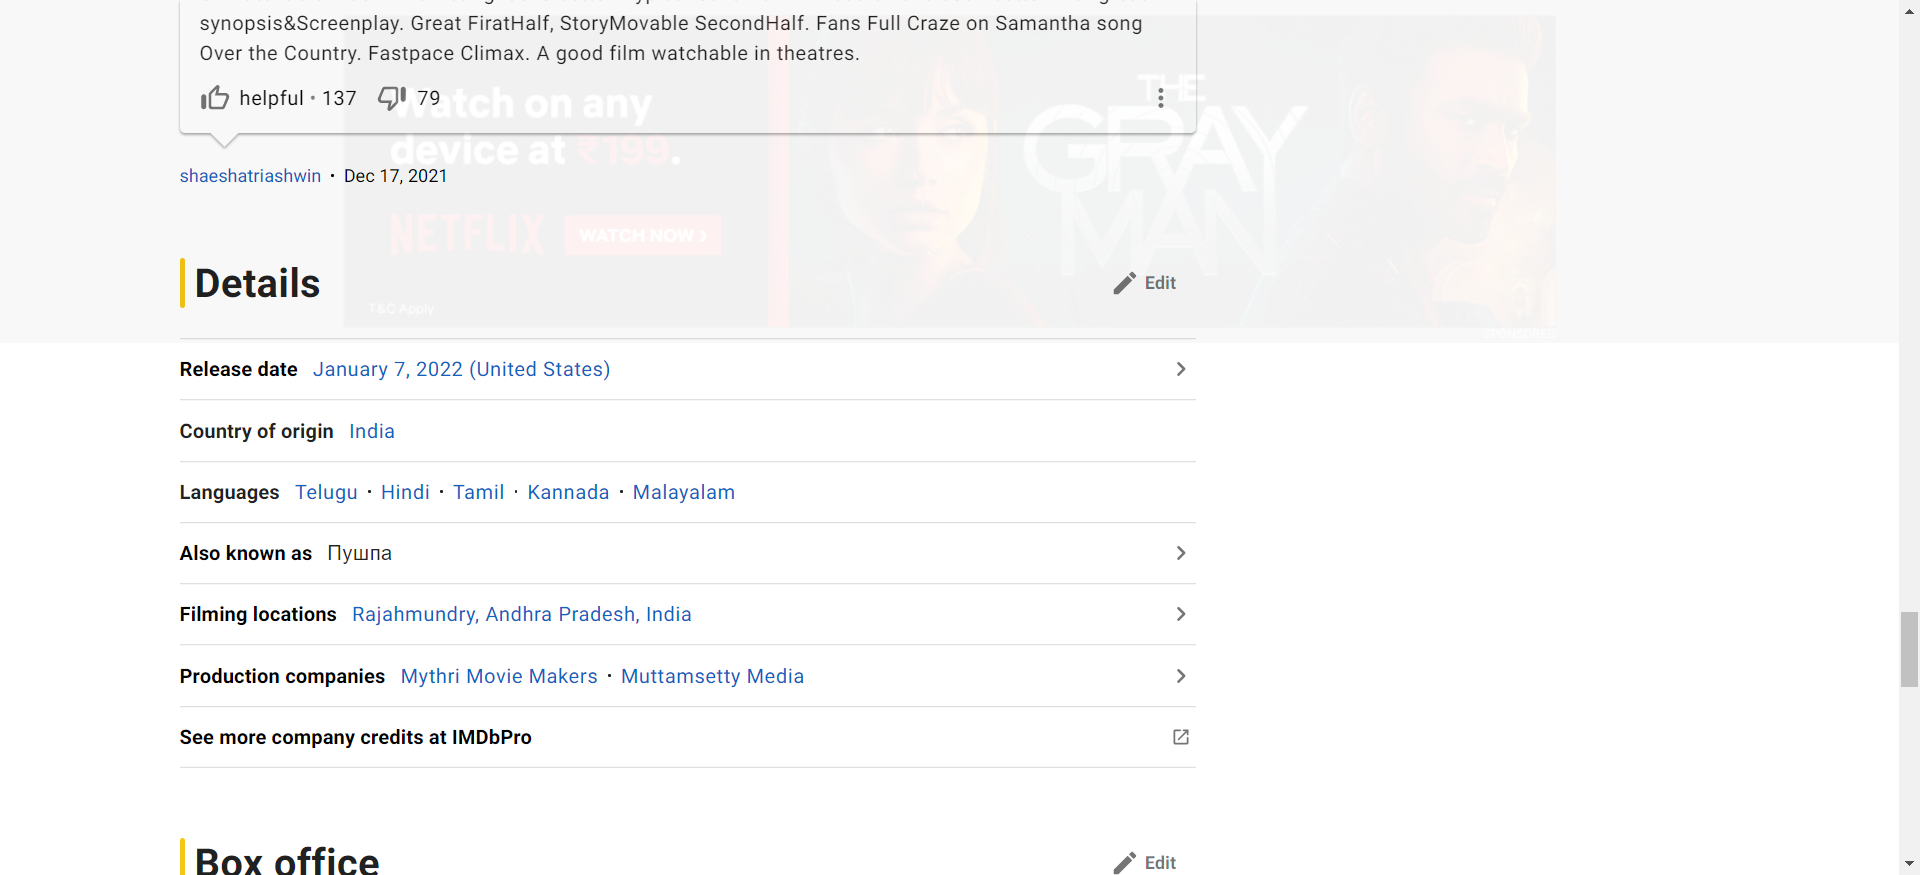 synopsis&Screenplay. Great FiratHalf, StoryMovable SecondHalf. Fans Full Craze on Samantha song
Over the Country. Fastpace Climax. A good film watchable in theatres.
helpful • 137 79
Watch on any
device at ₹199.
THE
GRAY
MAN
shaeshatriashwin • Dec 17, 2021
NETFLIX WATCH NOW ›
Details
Edit
T&C Apply
Release date January 7, 2022 (United States)
Country of origin India
Languages Telugu · Hindi · Tamil · Kannada · Malayalam
Also known as Пушпа
Filming locations Rajahmundry, Andhra Pradesh, India
Production companies Mythri Movie Makers · Muttamsetty Media
See more company credits at IMDbPro
Box office
Edit